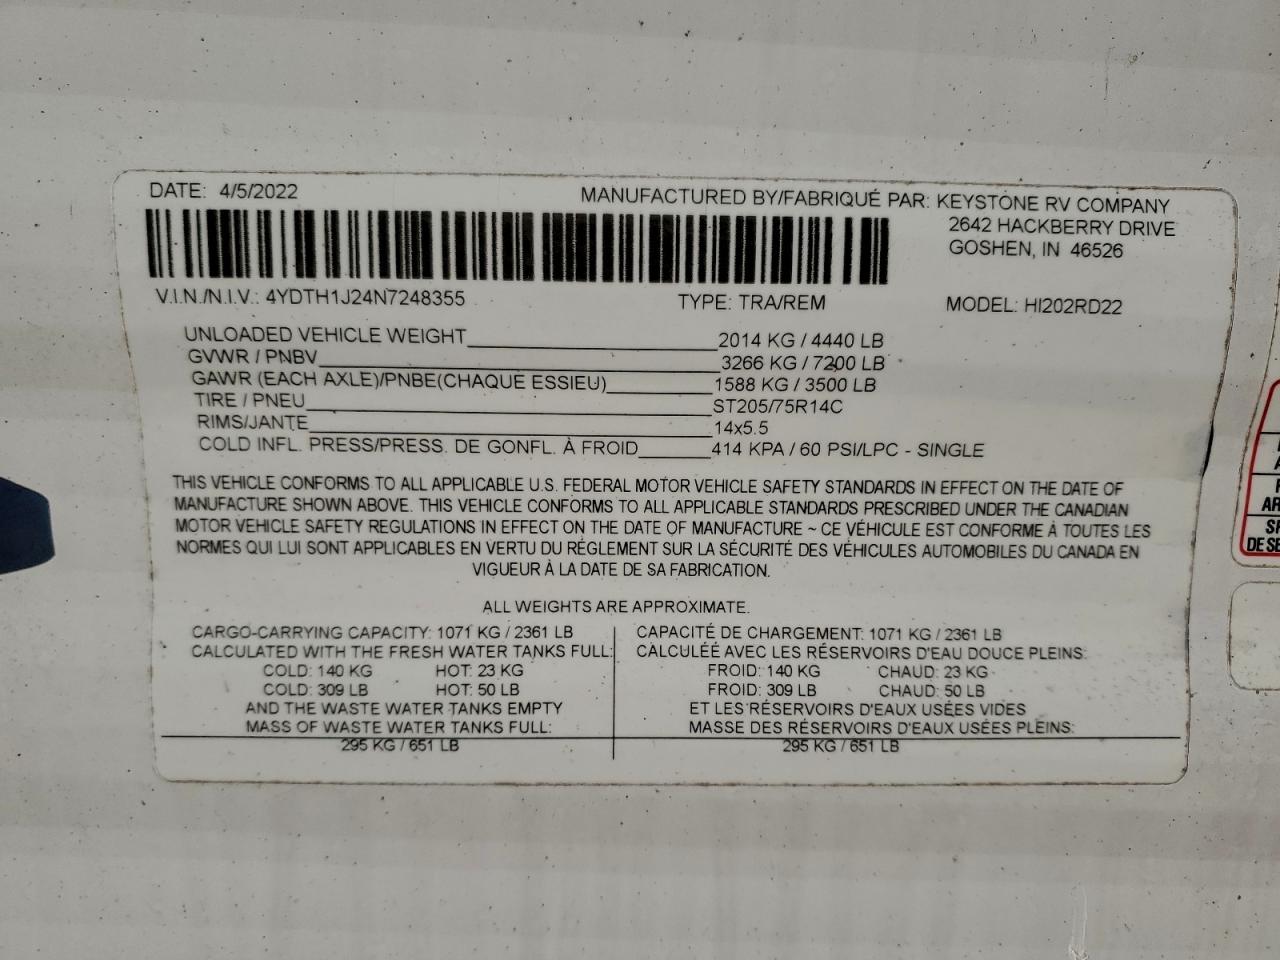 DATE: 4/5/2022
MANUFACTURED BY/FABRIQUÉ PAR: KEYSTONE RV COMPANY
2642 HACKBERRY DRIVE
GOSHEN, IN 46526
V.I.N./N.I.V.: 4YDTH1J24N7248355 TYPE: TRA/REM MODEL: HI202RD22
UNLOADED VEHICLE WEIGHT 2014 KG / 4440 LB
GVWR / PNBV 3266 KG / 7200 LB
GAWR (EACH AXLE)/PNBE(CHAQUE ESSIEU) 1588 KG / 3500 LB
TIRE / PNEU ST205/75R14C
RIMS/JANTE 14x5.5
COLD INFL. PRESS/PRESS. DE GONFL. À FROID 414 KPA / 60 PSI/LPC - SINGLE
THIS VEHICLE CONFORMS TO ALL APPLICABLE U.S. FEDERAL MOTOR VEHICLE SAFETY STANDARDS IN EFFECT ON THE DATE OF
MANUFACTURE SHOWN ABOVE. THIS VEHICLE CONFORMS TO ALL APPLICABLE STANDARDS PRESCRIBED UNDER THE CANADIAN
MOTOR VEHICLE SAFETY REGULATIONS IN EFFECT ON THE DATE OF MANUFACTURE ~ CE VÉHICULE EST CONFORME À TOUTES LES
NORMES QUI LUI SONT APPLICABLES EN VERTU DU RÈGLEMENT SUR LA SÉCURITÉ DES VÉHICULES AUTOMOBILES DU CANADA EN
VIGUEUR À LA DATE DE SA FABRICATION.
ALL WEIGHTS ARE APPROXIMATE.
CARGO-CARRYING CAPACITY: 1071 KG / 2361 LB
CALCULATED WITH THE FRESH WATER TANKS FULL:
COLD: 140 KG HOT: 23 KG
COLD: 309 LB HOT: 50 LB
AND THE WASTE WATER TANKS EMPTY
MASS OF WASTE WATER TANKS FULL:
295 KG / 651 LB
CAPACITÉ DE CHARGEMENT: 1071 KG / 2361 LB
CALCULÉE AVEC LES RÉSERVOIRS D'EAU DOUCE PLEINS:
FROID: 140 KG CHAUD: 23 KG
FROID: 309 LB CHAUD: 50 LB
ET LES RÉSERVOIRS D'EAUX USÉES VIDES
MASSE DES RÉSERVOIRS D'EAUX USÉES PLEINS:
295 KG / 651 LB